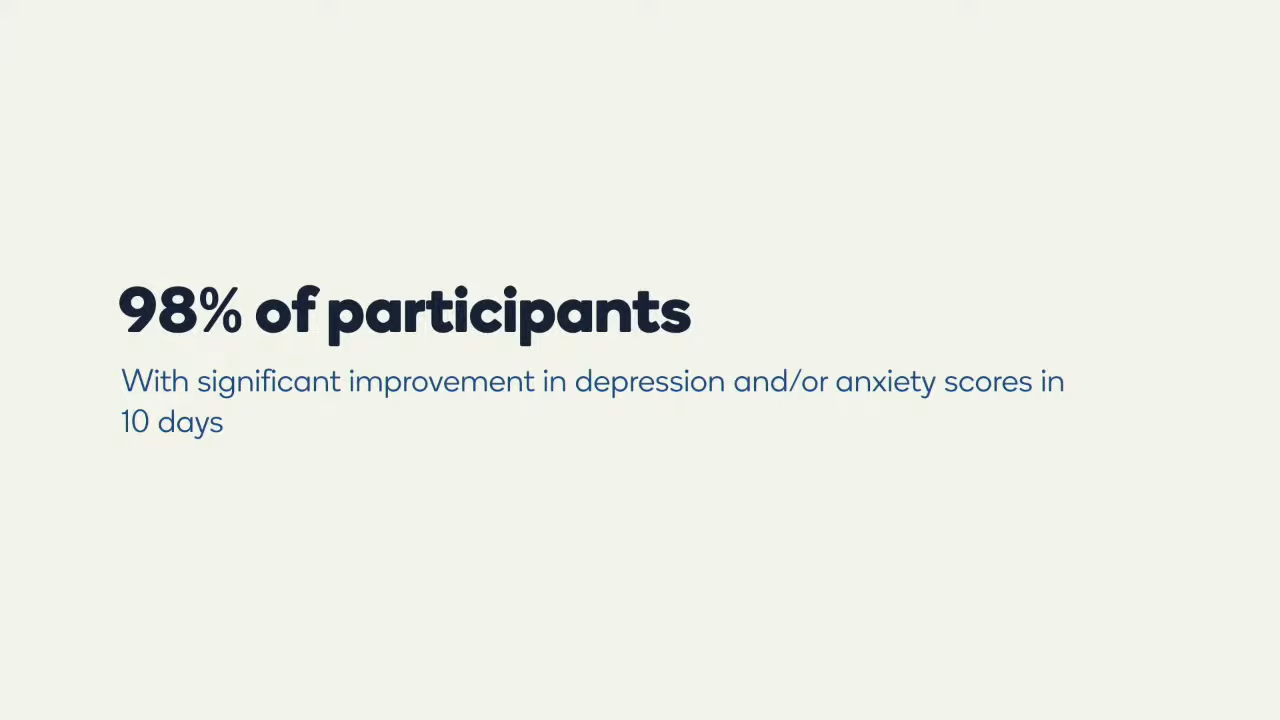 98% of participants
With significant improvement in depression and/or anxiety scores in
10 days